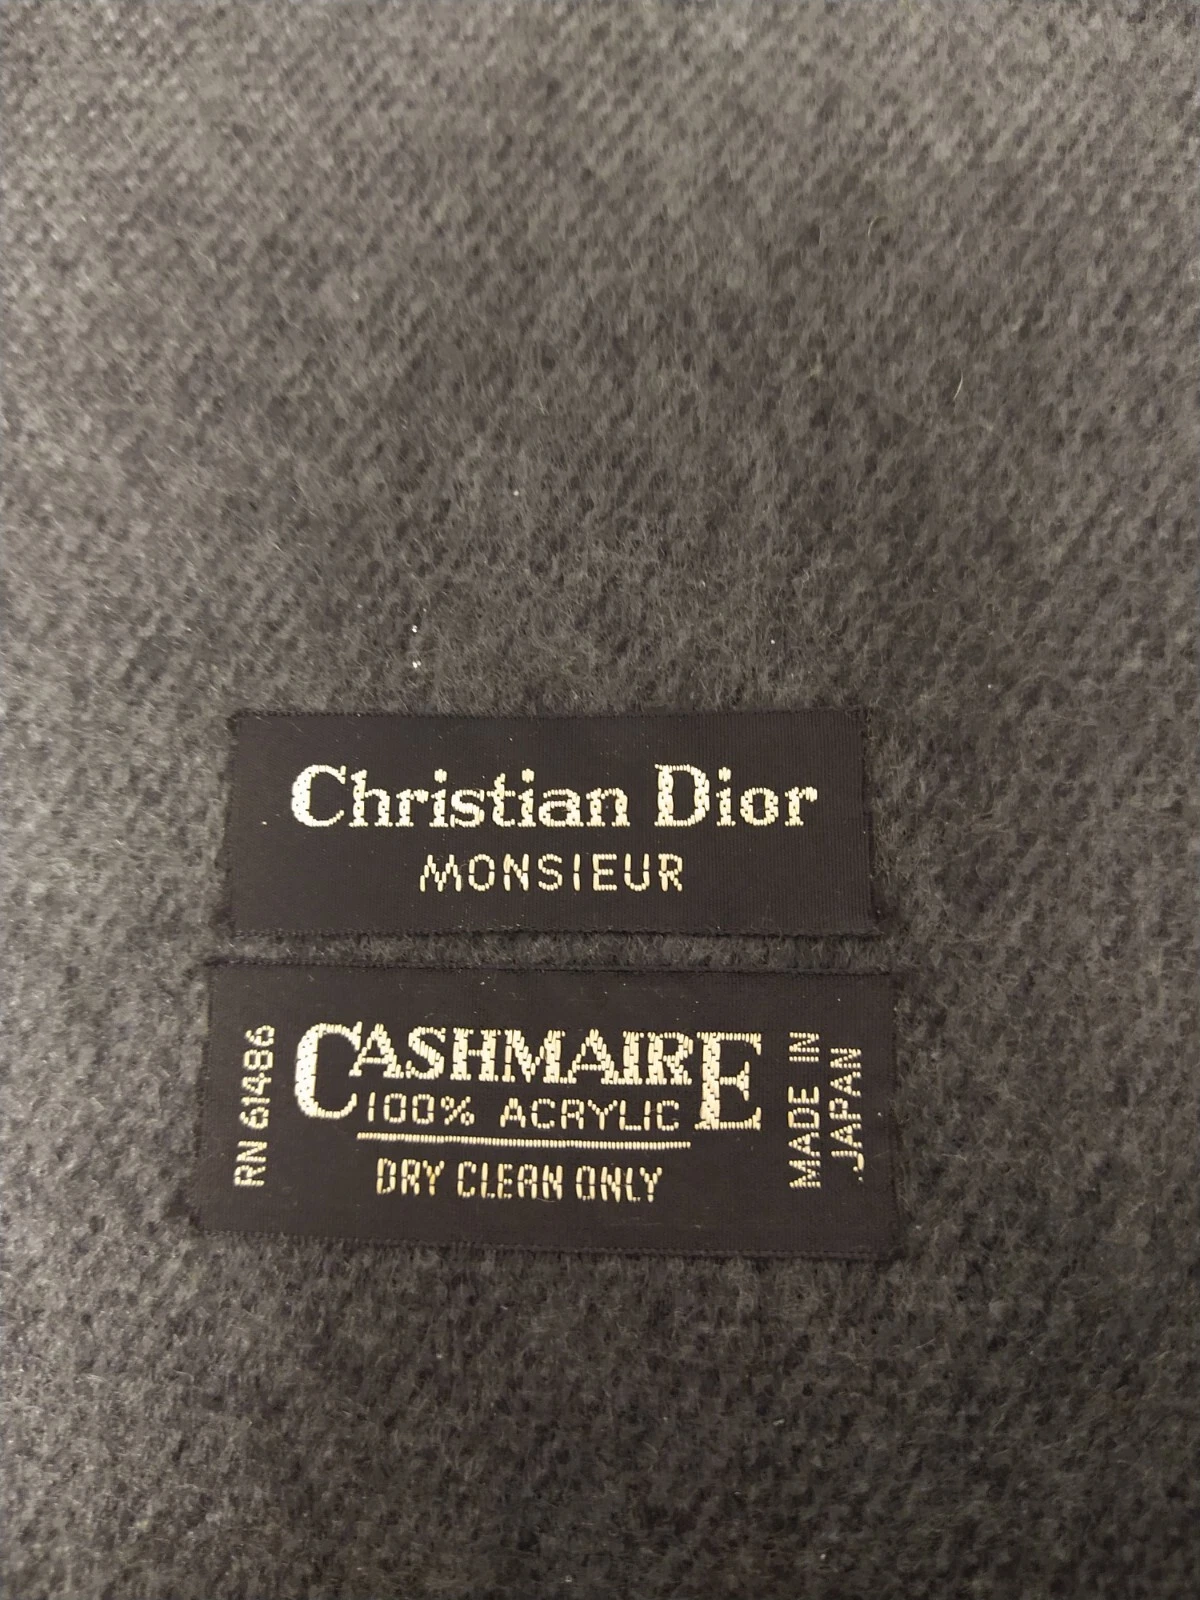 Christian Dior
MONSIEUR
RN 61486
CASHMAIRE
100% ACRYLIC
DRY CLEAN ONLY
MADE IN
JAPAN